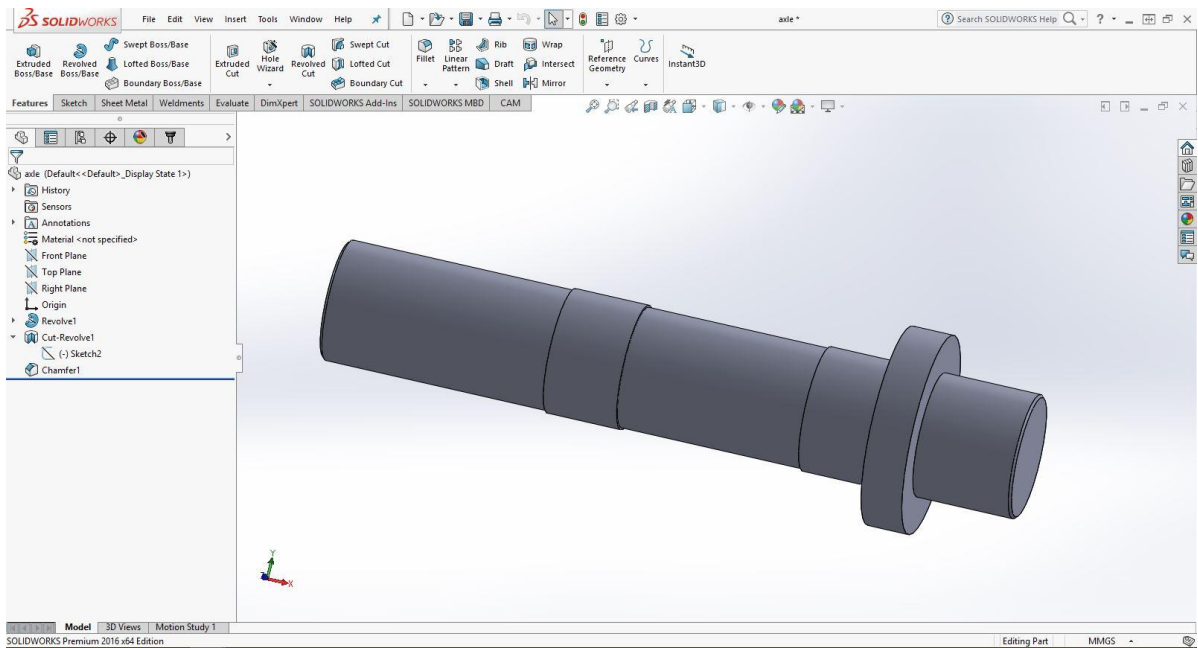 SOLIDWORKS File Edit View Insert Tools Window Help axle * Search SOLIDWORKS Help
Extruded Boss/Base
Revolved Boss/Base
Swept Boss/Base
Lofted Boss/Base
Boundary Boss/Base
Extruded Cut
Hole Wizard
Revolved Cut
Swept Cut
Lofted Cut
Boundary Cut
Fillet
Linear Pattern
Rib
Draft
Shell
Wrap
Intersect
Mirror
Reference Geometry
Curves
Instant3D
Features Sketch Sheet Metal Weldments Evaluate DimXpert SOLIDWORKS Add-Ins SOLIDWORKS MBD CAM
axle (Default<<Default>_Display State 1>)
History
Sensors
Annotations
Material <not specified>
Front Plane
Top Plane
Right Plane
Origin
Revolve1
Cut-Revolve1
(-) Sketch2
Chamfer1
Y
X
Model 3D Views Motion Study 1
SOLIDWORKS Premium 2016 x64 Edition Editing Part MMGS